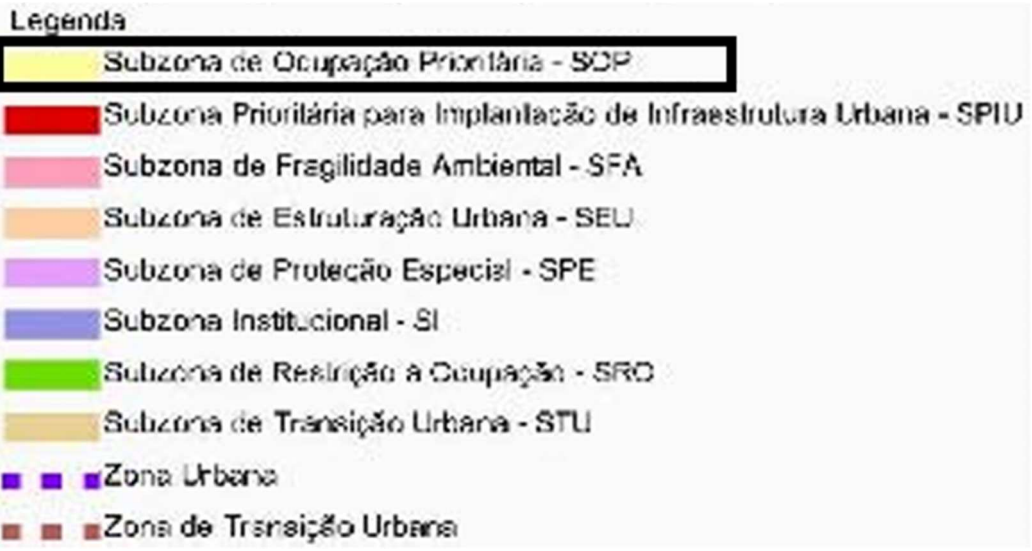 Legenda
Subzona de Ocupação Prioritária - SOP
Subzona Prioritária para Implantação de Infraestrutura Urbana - SPIU
Subzona de Fragilidade Ambiental - SFA
Subzona de Estruturação Urbana - SEU
Subzona de Proteção Especial - SPE
Subzona Institucional - SI
Subzona de Restrição a Ocupação - SRO
Subzona de Transição Urbana - STU
Zona Urbana
Zona de Transição Urbana